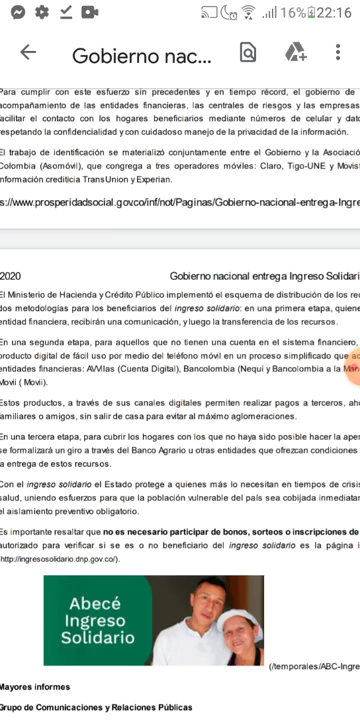 16% 22:16
Gobierno nac...
Para cumplir con este esfuerzo sin precedentes y en tiempo récord, el gobierno de
acompañamiento de las entidades financieras, las centrales de riesgos y las empresas
facilitar el contacto con los hogares beneficiarios mediante números de celular y dato
respetando la confidencialidad y con cuidadoso manejo de la privacidad de la información.
El trabajo de identificación se materializó conjuntamente entre el Gobierno y la Asociació
Colombia (Asomóvil), que congrega a tres operadores móviles: Claro, Tigo-UNE y Movist
nformación crediticia TransUnion y Experian.
s://www.prosperidadsocial.gov.co/inf/not/Paginas/Gobierno-nacional-entrega-Ingre
2020 Gobierno nacional entrega Ingreso Solidari
El Ministerio de Hacienda y Crédito Público implementó el esquema de distribución de los rec
dos metodologías para los beneficiarios del ingreso solidario: en una primera etapa, quiene
entidad financiera, recibirán una comunicación, y luego la transferencia de los recursos.
En una segunda etapa, para aquellos que no tienen una cuenta en el sistema financiero,
producto digital de fácil uso por medio del teléfono móvil en un proceso simplificado que ad
entidades financieras: AVVillas (Cuenta Digital), Bancolombia (Nequi y Bancolombia a la Man
Movii ( Movii).
Estos productos, a través de sus canales digitales permiten realizar pagos a terceros, aho
familiares o amigos, sin salir de casa para evitar al máximo aglomeraciones.
En una tercera etapa, para cubrir los hogares con los que no haya sido posible hacer la aper
se formalizará un giro a través del Banco Agrario u otras entidades que ofrezcan condiciones
la entrega de estos recursos.
Con el ingreso solidario el Estado protege a quienes más lo necesitan en tiempos de crisis
salud, uniendo esfuerzos para que la población vulnerable del país sea cobijada inmediatar
el aislamiento preventivo obligatorio.
Es importante resaltar que no es necesario participar de bonos, sorteos o inscripciones de
autorizado para verificar si se es o no beneficiario del ingreso solidario es la página i
(http://ingresosolidario.dnp.gov.co/).
Abecé
Ingreso
Solidario
(/temporales/ABC-Ingre
Mayores informes
Grupo de Comunicaciones y Relaciones Públicas